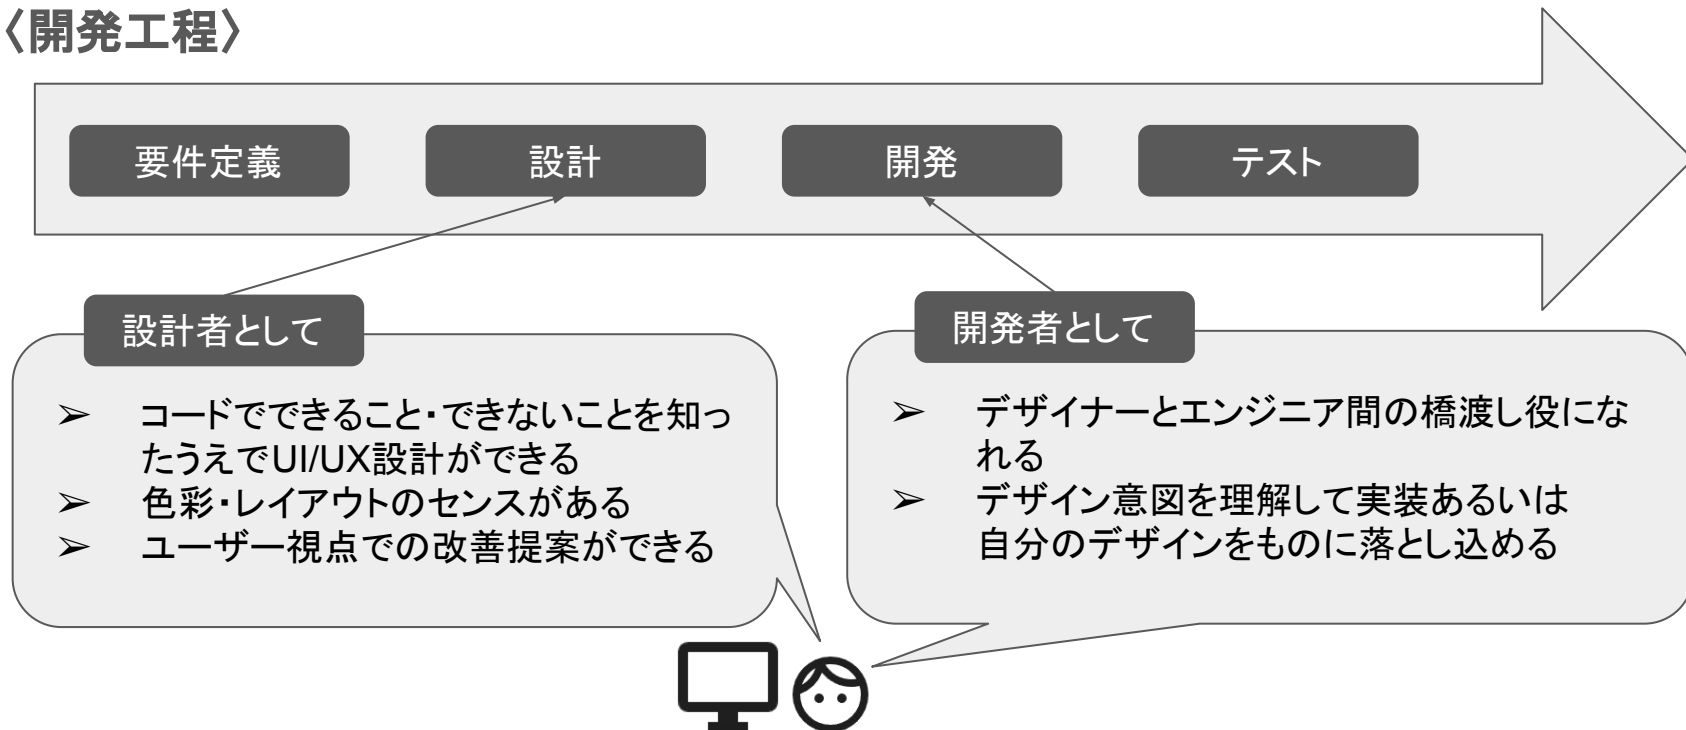 〈開発工程〉
要件定義
設計
開発
テスト
設計者として
➢ コードでできること・できないことを知っ
たうえでUI/UX設計ができる
➢ 色彩・レイアウトのセンスがある
➢ ユーザー視点での改善提案ができる
開発者として
➢ デザイナーとエンジニア間の橋渡し役にな
れる
➢ デザイン意図を理解して実装あるいは
自分のデザインをものに落とし込める